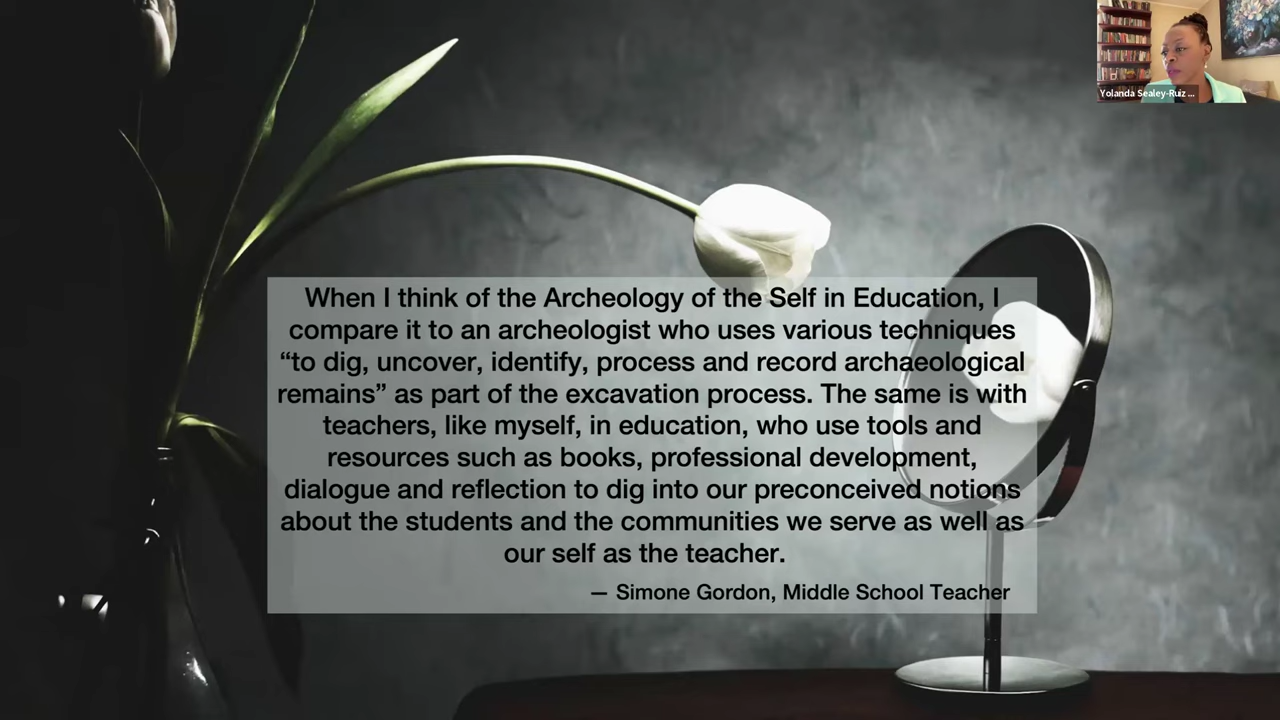 Yolanda Sealey-Ruiz ...
When I think of the Archeology of the Self in Education, I
compare it to an archeologist who uses various techniques
“to dig, uncover, identify, process and record archaeological
remains” as part of the excavation process. The same is with
teachers, like myself, in education, who use tools and
resources such as books, professional development,
dialogue and reflection to dig into our preconceived notions
about the students and the communities we serve as well as
our self as the teacher.
— Simone Gordon, Middle School Teacher